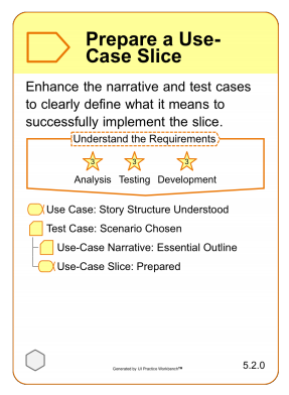 Prepare a Use-
Case Slice
Enhance the narrative and test cases
to clearly define what it means to
successfully implement the slice.
Understand the Requirements
3 3 3
Analysis Testing Development
Use Case: Story Structure Understood
Test Case: Scenario Chosen
Use-Case Narrative: Essential Outline
Use-Case Slice: Prepared
Generated by IJI Practice Workbench™
5.2.0